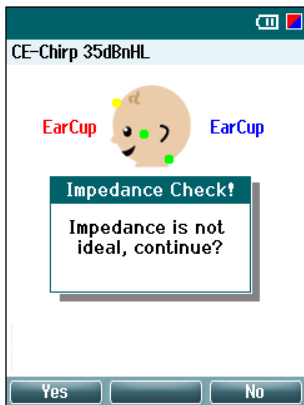 CE-Chirp 35dBnHL
EarCup EarCup
Impedance Check!
Impedance is not
ideal, continue?
Yes No